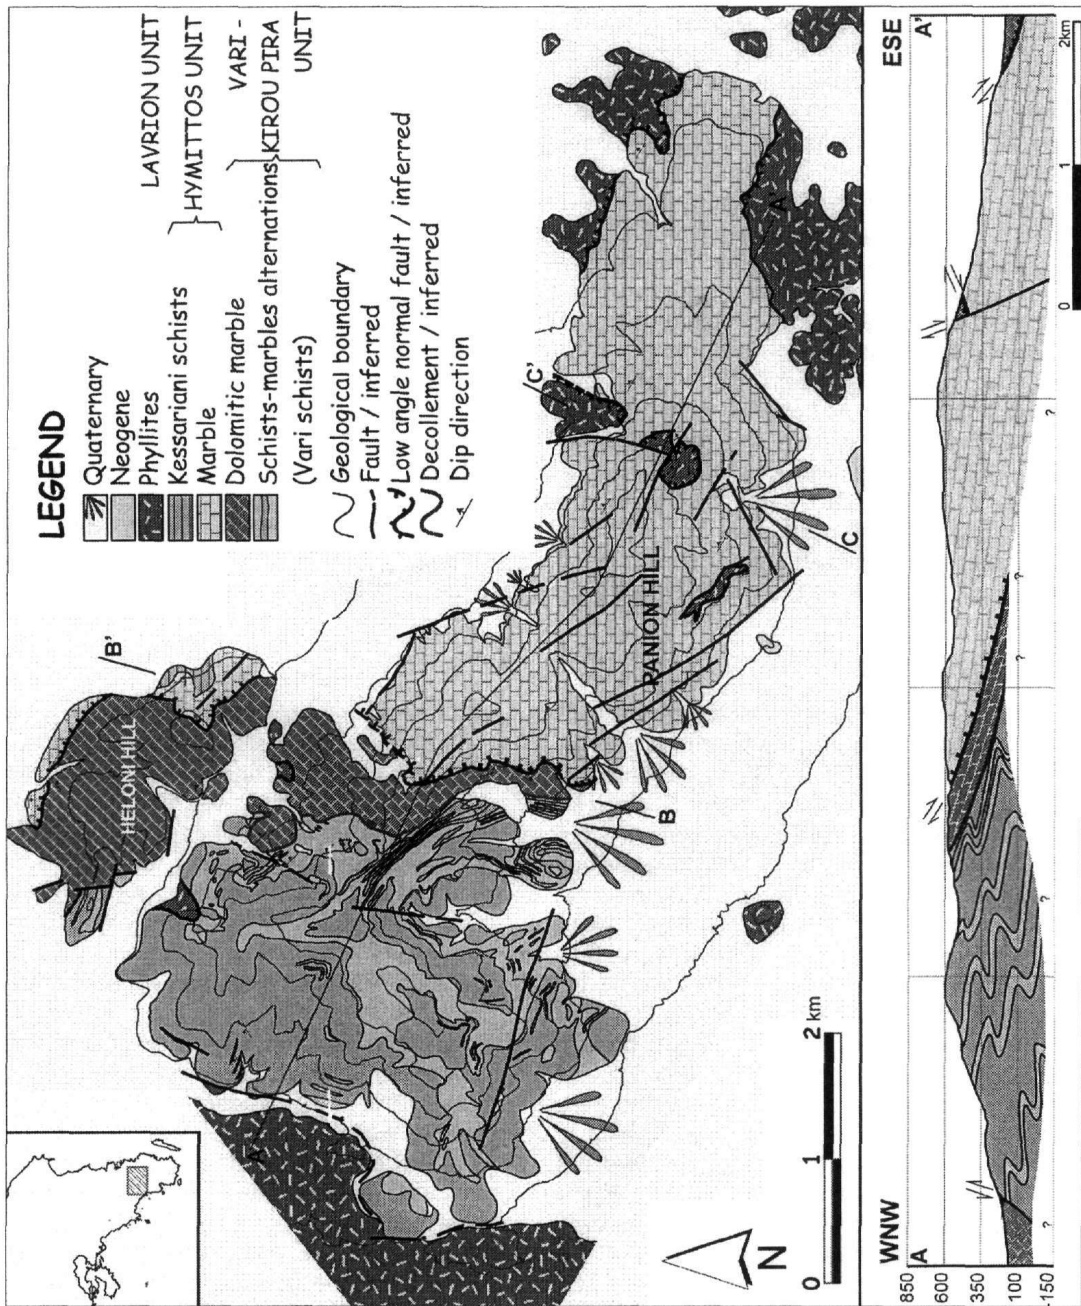 LEGEND
Quaternary
Neogene
Phyllites
LAVRION UNIT
Kessariani schists
Marble
HYMITTOS UNIT
Dolomitic marble
Schists-marbles alternations
(Vari schists)
VARI -
KIROU PIRA
UNIT
Geological boundary
Fault / inferred
Low angle normal fault / inferred
Decollement / inferred
Dip direction
HELONI HILL
PANION HILL
A
A'
B
B'
C
C'
N
0 1 2 km
WNW
A
ESE
A'
850
600
350
100
150
? ? ? ? ?
0 1 2km